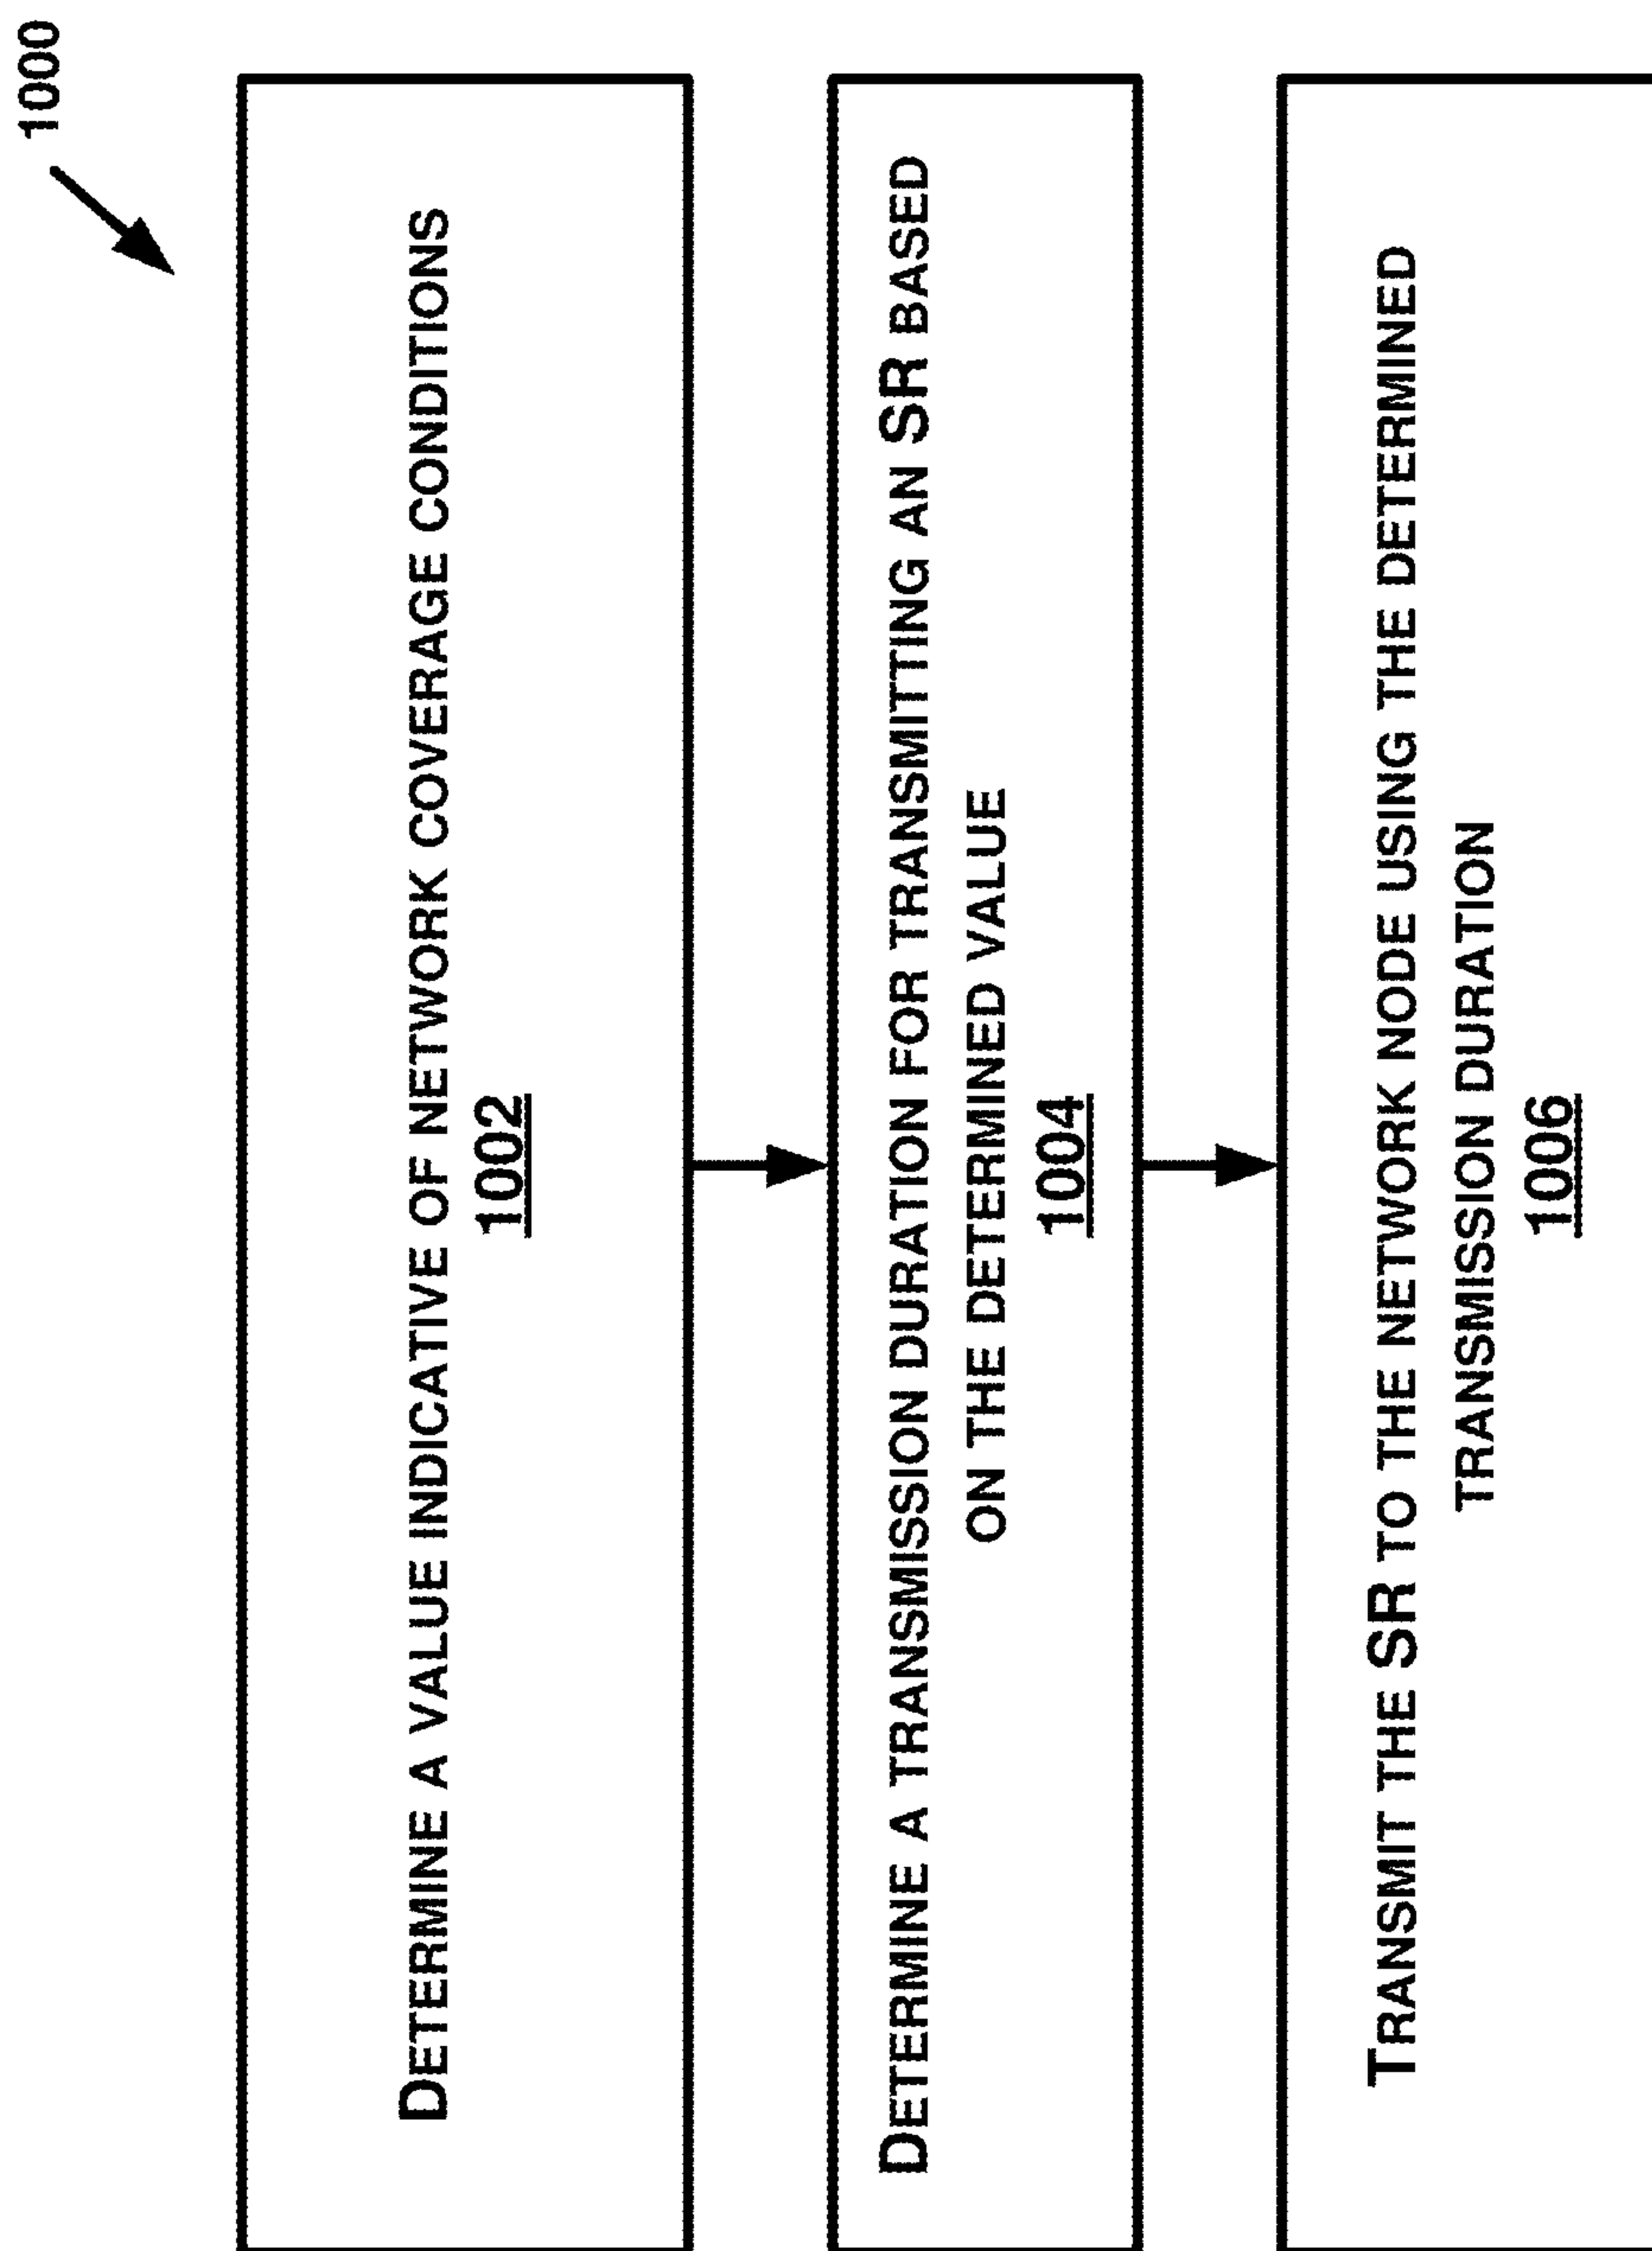 1000
DETERMINE A VALUE INDICATIVE OF NETWORK COVERAGE CONDITIONS
1002
DETERMINE A TRANSMISSION DURATION FOR TRANSMITTING AN SR BASED
ON THE DETERMINED VALUE
1004
TRANSMIT THE SR TO THE NETWORK NODE USING THE DETERMINED
TRANSMISSION DURATION
1006